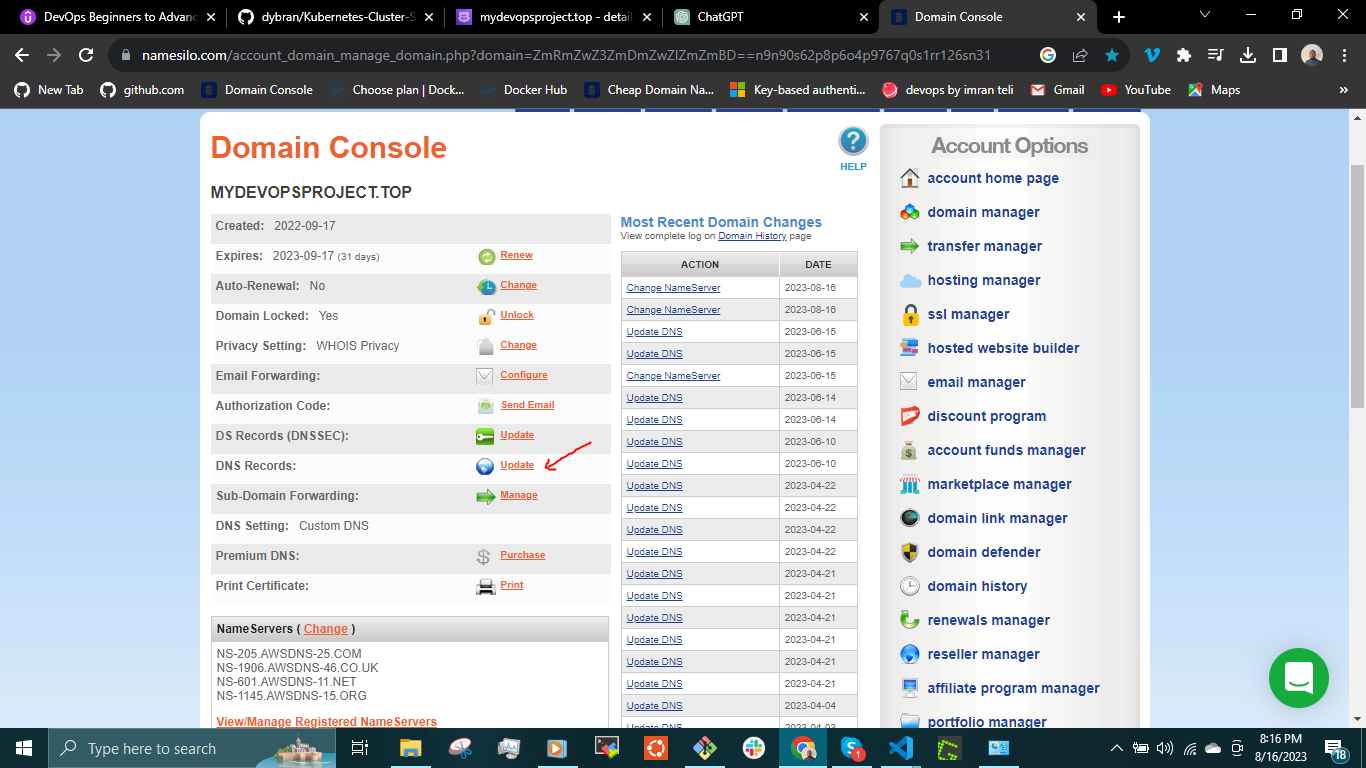 DevOps Beginners to Advanc
dybran/Kubernetes-Cluster-S
mydevopsproject.top - detail
ChatGPT
Domain Console
namesilo.com/account_domain_manage_domain.php?domain=ZmRmZwZ3ZmDmZwZlZmZmBD==n9n90s62p8p6o4p9767q0s1rr126sn31
New Tab
github.com
Domain Console
Choose plan | Dock...
Docker Hub
Cheap Domain Na...
Key-based authenti...
devops by imran teli
Gmail
YouTube
Maps
»
Domain Console
HELP
MYDEVOPSPROJECT.TOP
Created: 2022-09-17
Expires: 2023-09-17 (31 days) Renew
Auto-Renewal: No Change
Domain Locked: Yes Unlock
Privacy Setting: WHOIS Privacy Change
Email Forwarding: Configure
Authorization Code: Send Email
DS Records (DNSSEC): Update
DNS Records: Update
Sub-Domain Forwarding: Manage
DNS Setting: Custom DNS
Premium DNS: Purchase
Print Certificate: Print
NameServers ( Change )
NS-205.AWSDNS-25.COM
NS-1906.AWSDNS-46.CO.UK
NS-601.AWSDNS-11.NET
NS-1145.AWSDNS-15.ORG
View/Manage Registered NameServers
Most Recent Domain Changes
View complete log on Domain History page
ACTION DATE
Change NameServer 2023-08-16
Change NameServer 2023-08-16
Update DNS 2023-06-15
Update DNS 2023-06-15
Change NameServer 2023-06-15
Update DNS 2023-06-14
Update DNS 2023-06-14
Update DNS 2023-06-10
Update DNS 2023-06-10
Update DNS 2023-04-22
Update DNS 2023-04-22
Update DNS 2023-04-22
Update DNS 2023-04-22
Update DNS 2023-04-21
Update DNS 2023-04-21
Update DNS 2023-04-21
Update DNS 2023-04-21
Update DNS 2023-04-21
Update DNS 2023-04-21
Update DNS 2023-04-04
Update DNS 2023-04-03
Account Options
account home page
domain manager
transfer manager
hosting manager
ssl manager
hosted website builder
email manager
discount program
account funds manager
marketplace manager
domain link manager
domain defender
domain history
renewals manager
reseller manager
affiliate program manager
portfolio manager
Type here to search
8:16 PM
8/16/2023
18